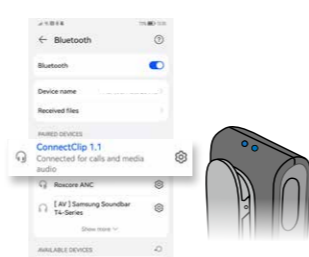 Bluetooth
Bluetooth
Device name
Received files
PAIRED DEVICES
ConnectClip 1.1
Connected for calls and media
audio
Roxcore ANC
[ AV ] Samsung Soundbar
T4-Series
Show more
AVAILABLE DEVICES